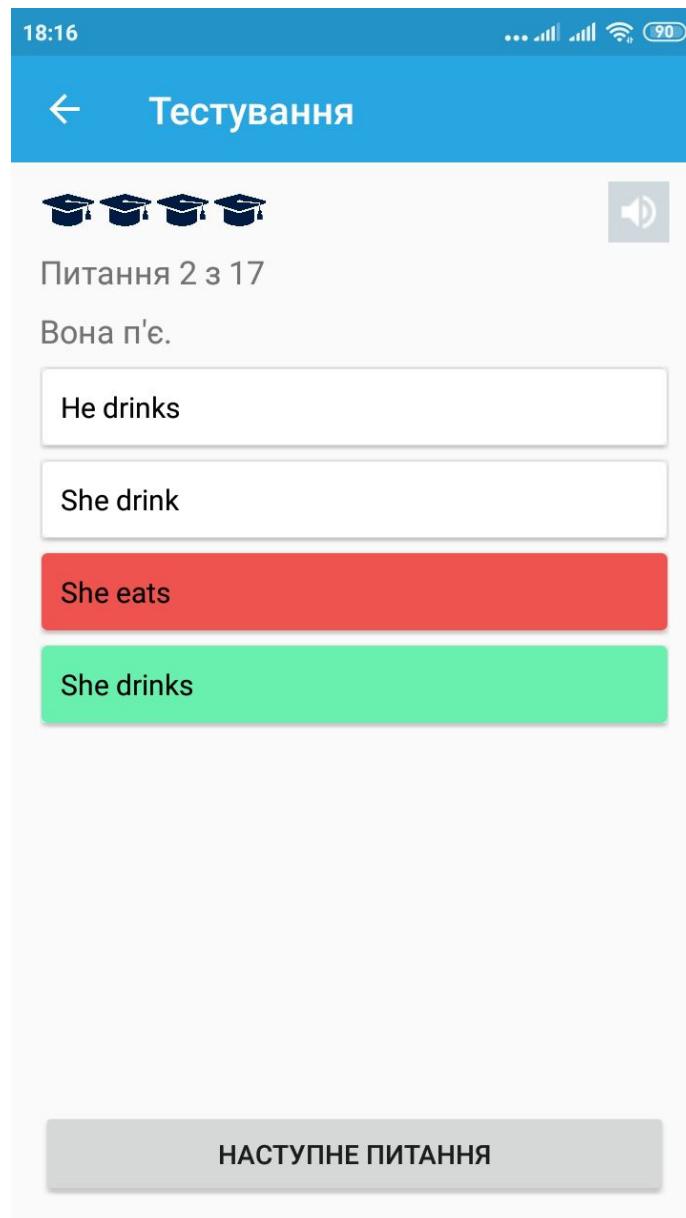 18:16
90
Тестування
Питання 2 з 17
Вона п'є.
He drinks
She drink
She eats
She drinks
НАСТУПНЕ ПИТАННЯ